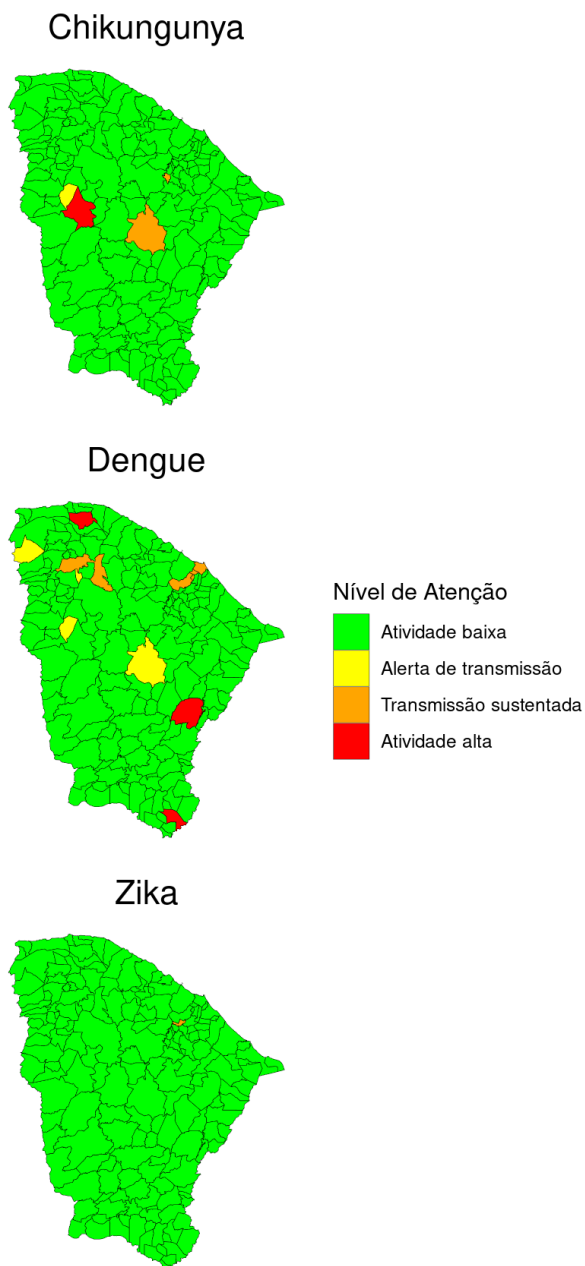 Chikungunya
Dengue
Nível de Atenção
Atividade baixa
Alerta de transmissão
Transmissão sustentada
Atividade alta
Zika